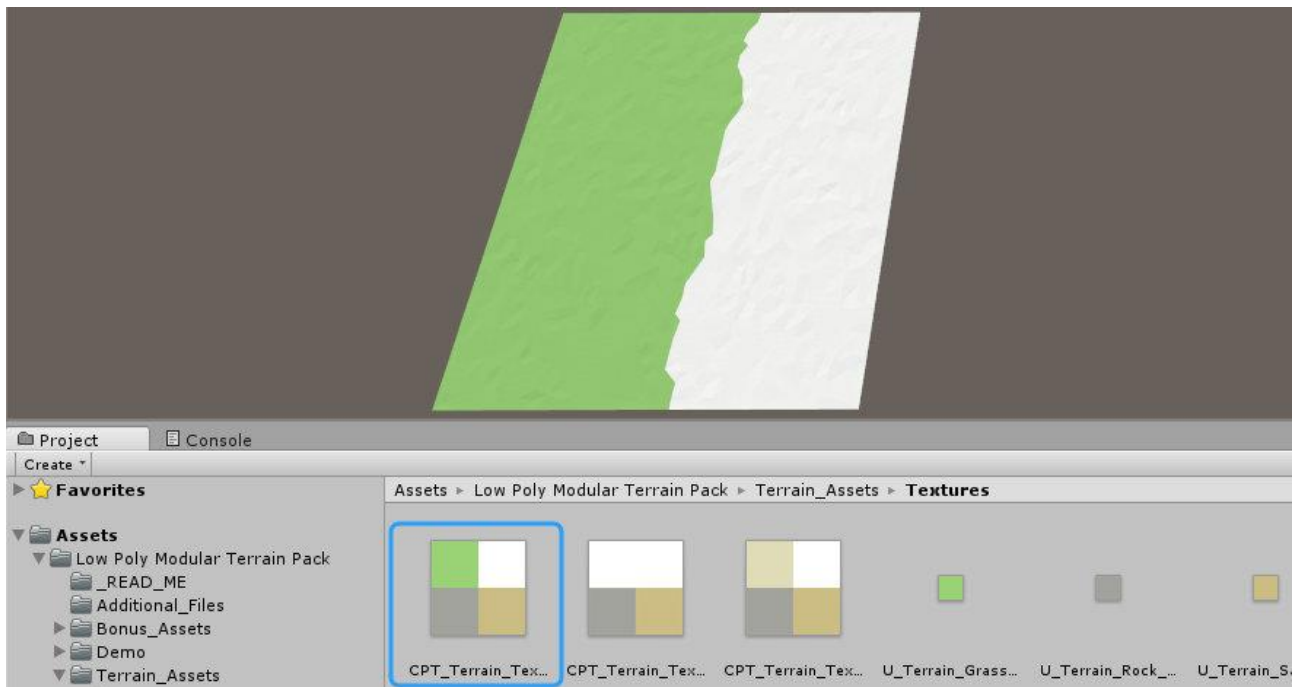 Project
Console
Create
Favorites
Assets ▸ Low Poly Modular Terrain Pack ▸ Terrain_Assets ▸ Textures
Assets
Low Poly Modular Terrain Pack
_READ_ME
Additional_Files
Bonus_Assets
Demo
Terrain_Assets
CPT_Terrain_Tex...
CPT_Terrain_Tex...
CPT_Terrain_Tex...
U_Terrain_Grass...
U_Terrain_Rock_...
U_Terrain_S